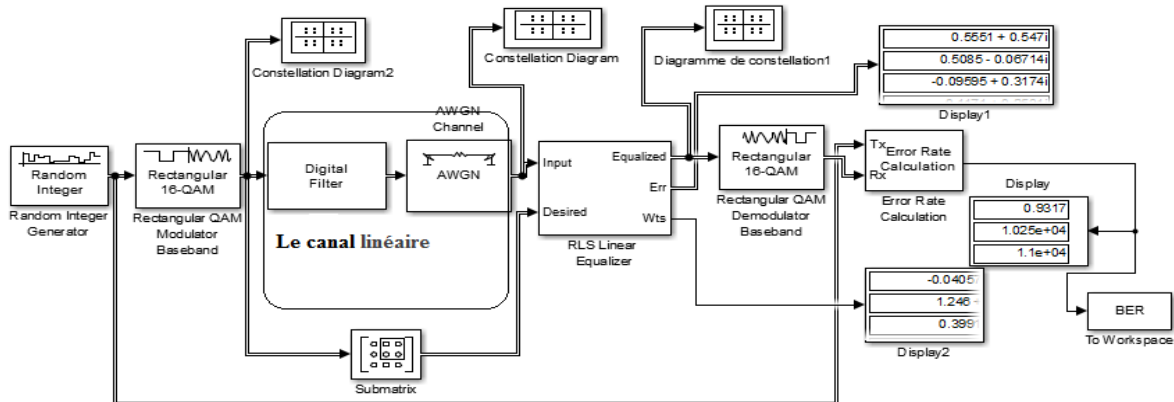 Constellation Diagram2
Constellation Diagram
Diagramme de constellation1
0.5651 + 0.547i
0.5085 - 0.06714i
-0.09595 + 0.3174i
Display1
AWGN
Channel
Random
Integer
Random Integer
Generator
Rectangular
16-QAM
Rectangular QAM
Modulator
Baseband
Digital
Filter
AWGN
Le canal linéaire
Input
Desired
Equalized
Err
Wts
RLS Linear
Equalizer
Rectangular
16-QAM
Rectangular QAM
Demodulator
Baseband
Tx
Rx
Error Rate
Calculation
Error Rate
Calculation
Display
0.9317
1.025e+04
1.1e+04
-0.0405
1.246
0.399
Display2
BER
To Workspace
Submatrix